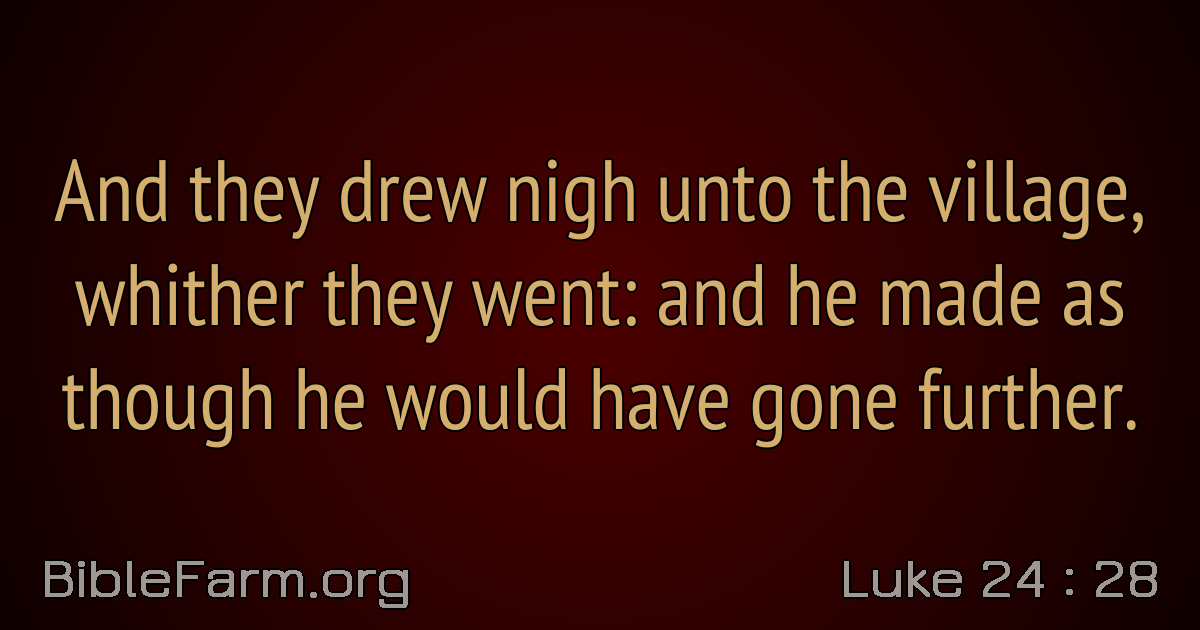 And they drew nigh unto the village,
whither they went: and he made as
though he would have gone further.
BibleFarm.org
Luke 24 : 28